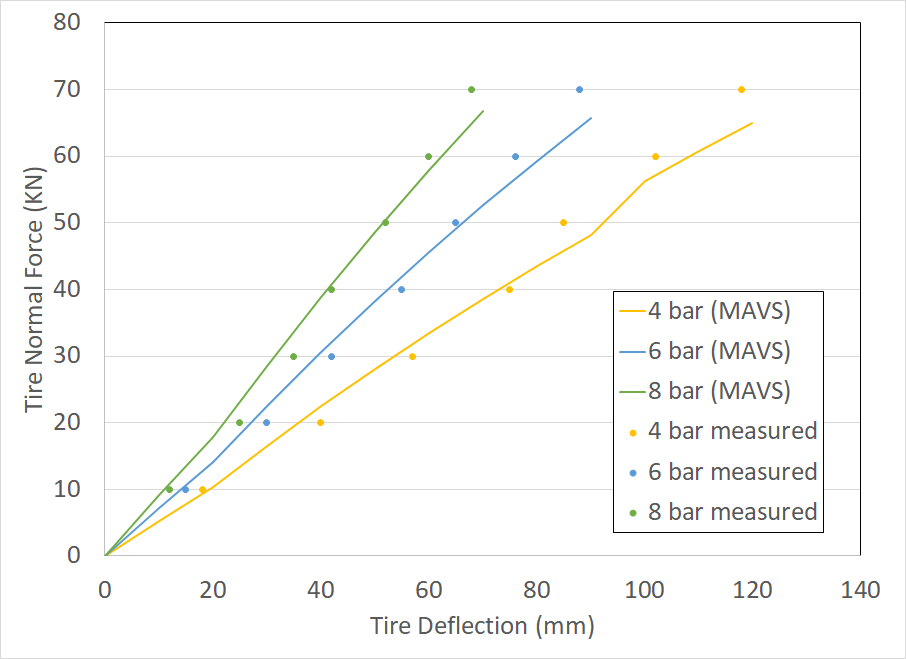 80
70
60
50
40
30
20
10
0
Tire Normal Force (KN)
0 20 40 60 80 100 120 140
Tire Deflection (mm)
4 bar (MAVS)
6 bar (MAVS)
8 bar (MAVS)
4 bar measured
6 bar measured
8 bar measured